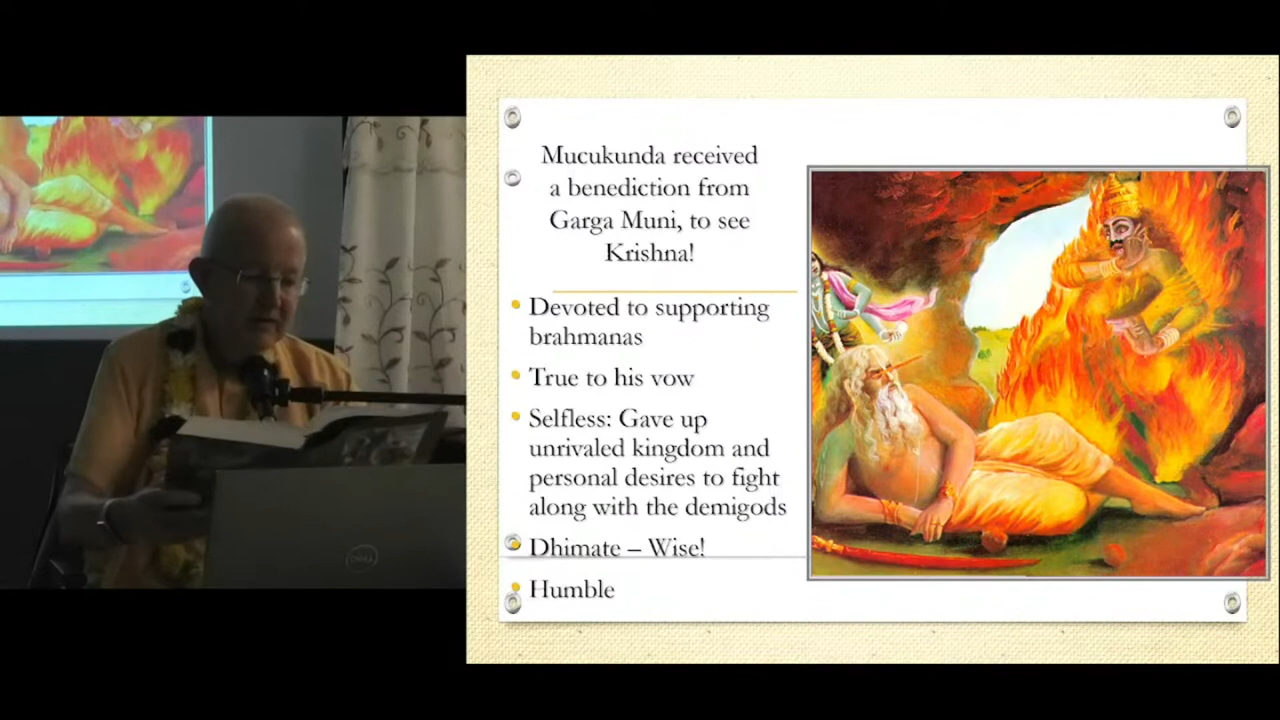 Mucukunda received
a benediction from
Garga Muni, to see
Krishna!
Devoted to supporting
brahmanas
True to his vow
Selfless: Gave up
unrivaled kingdom and
personal desires to fight
along with the demigods
Dhimate – Wise!
Humble
DELL